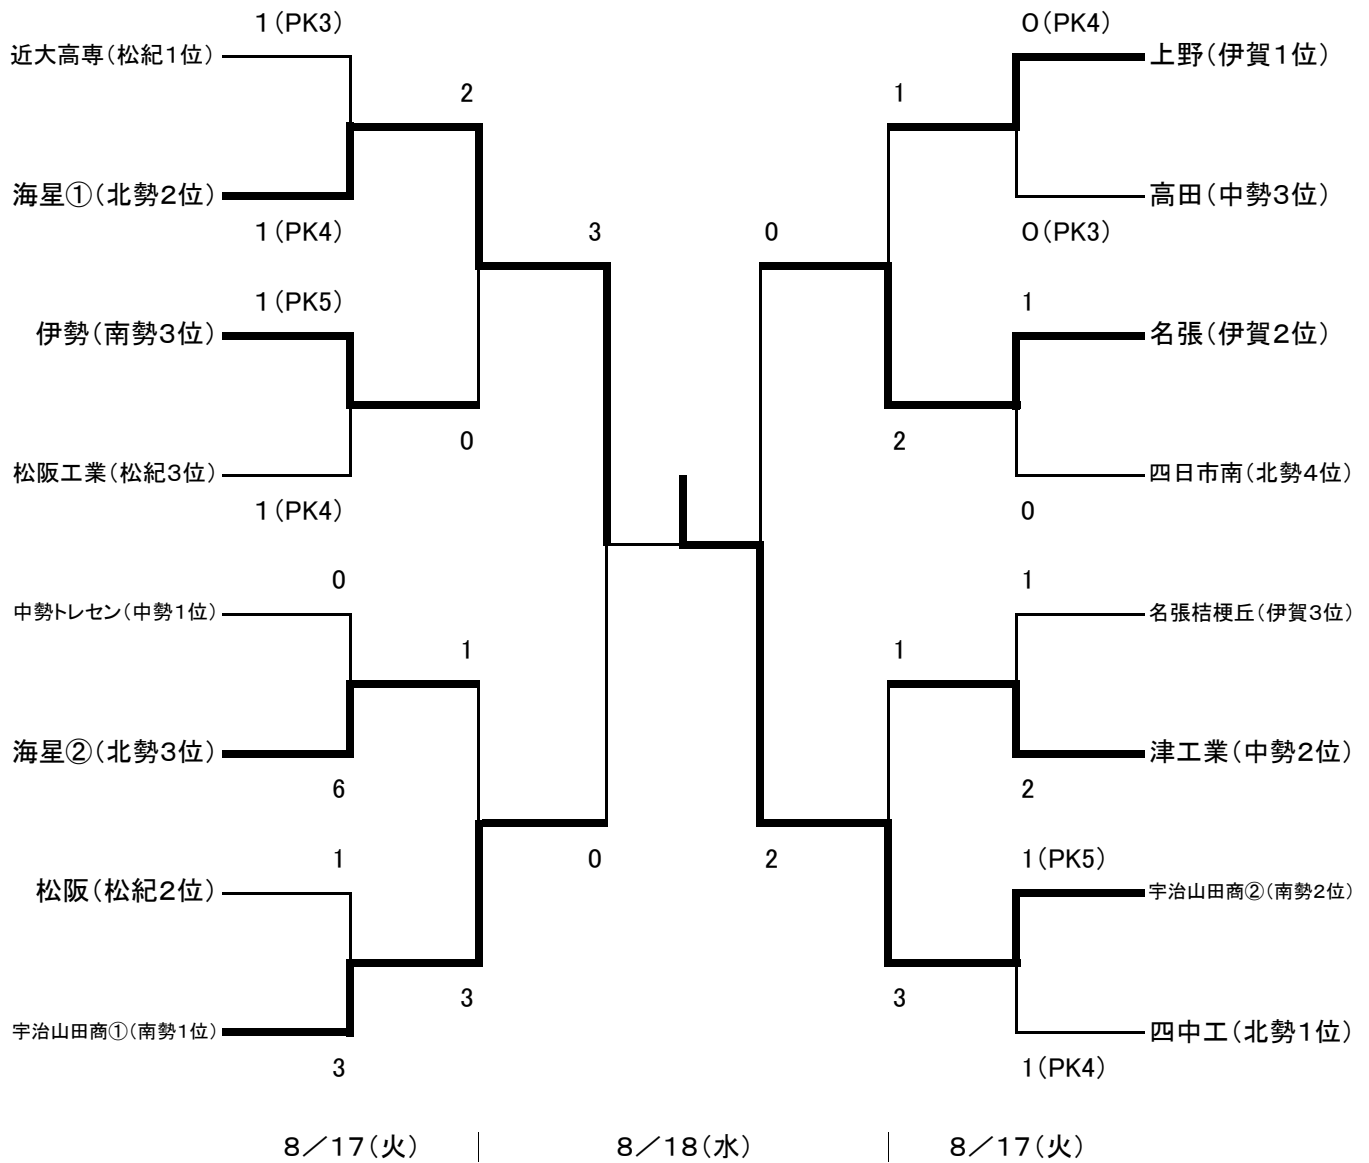 1(PK3)
近大高専(松紀1位)
2
海星①(北勢2位)
1(PK4)
3
1(PK5)
伊勢(南勢3位)
0
松阪工業(松紀3位)
1(PK4)
0
中勢トレセン(中勢1位)
1
海星②(北勢3位)
6
1
0
松阪(松紀2位)
3
宇治山田商①(南勢1位)
3
0(PK4)
上野(伊賀1位)
1
高田(中勢3位)
0(PK3)
0
1
名張(伊賀2位)
2
四日市南(北勢4位)
0
1
名張桔梗丘(伊賀3位)
1
津工業(中勢2位)
2
1(PK5)
2
宇治山田商②(南勢2位)
3
四中工(北勢1位)
1(PK4)
8/17(火) 8/18(水) 8/17(火)